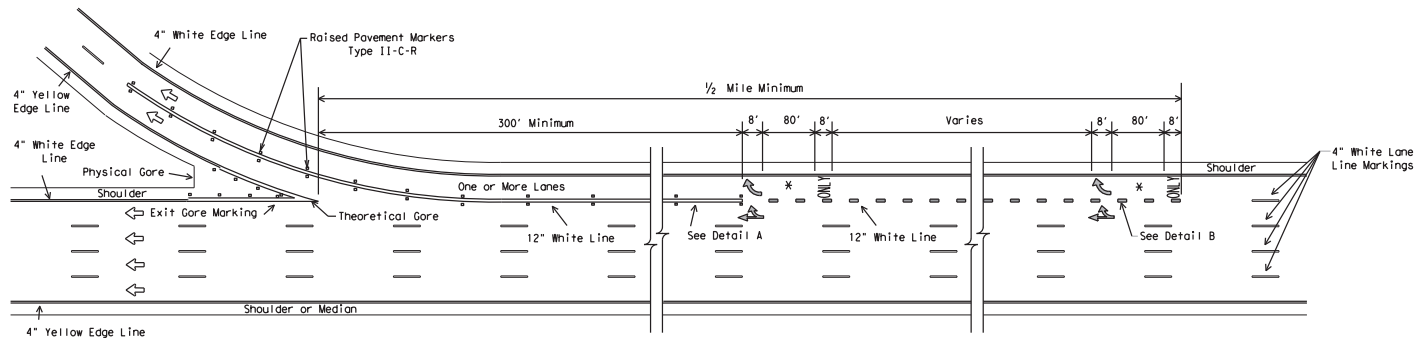 4" White Edge Line
Raised Pavement Markers
Type II-C-R
4" Yellow
Edge Line
½ Mile Minimum
300' Minimum
8'
80'
8'
Varies
8'
80'
8'
4" White Edge
Line
Physical Gore
Shoulder
One or More Lanes
*
ONLY
Shoulder
*
ONLY
4" White Lane
Line Markings
Exit Gore Marking
Theoretical Gore
12" White Line
See Detail A
12" White Line
See Detail B
Shoulder or Median
4" Yellow Edge Line